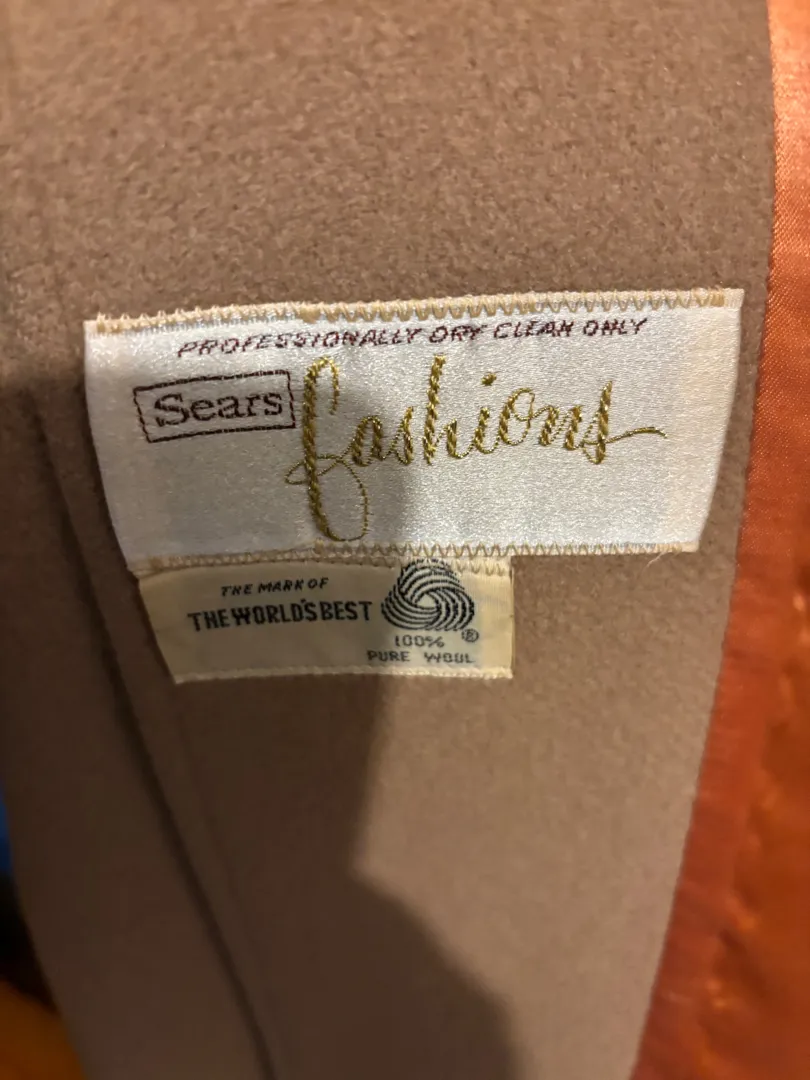 PROFESSIONALLY DRY CLEAN ONLY
Sears fashions
THE MARK OF
THE WORLD'S BEST
®
100%
PURE WOOL